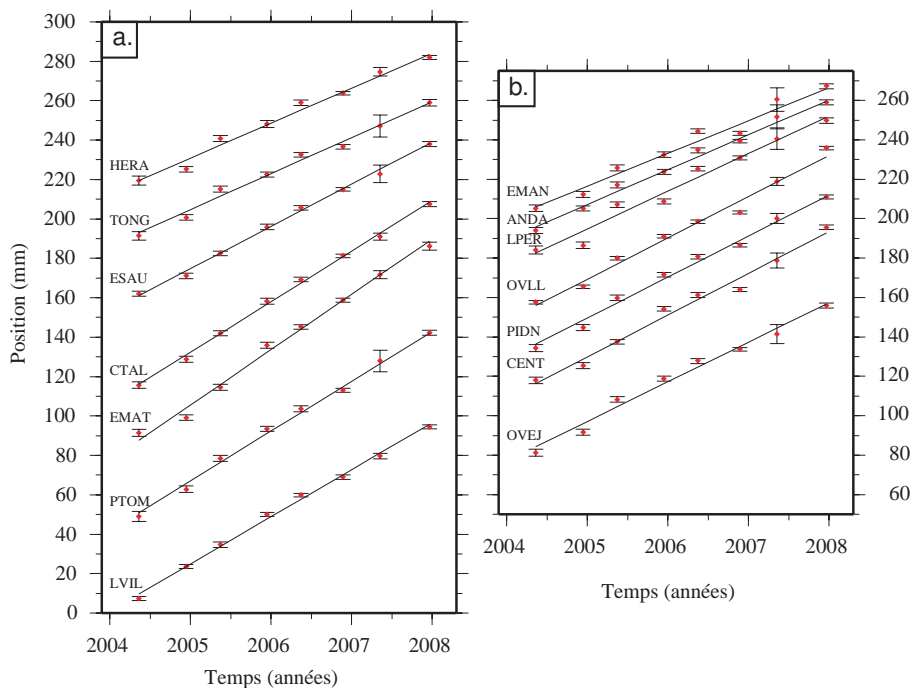 a.
300
280
260
240
220
200
180
160
140
120
100
80
60
40
20
0
Position (mm)
HERA
TONG
ESAU
CTAL
EMAT
PTOM
LVIL
2004 2005 2006 2007 2008
Temps (années)
b.
EMAN
ANDA
LPER
OVLL
PIDN
CENT
OVEJ
260
240
220
200
180
160
140
120
100
80
60
2004 2005 2006 2007 2008
Temps (années)